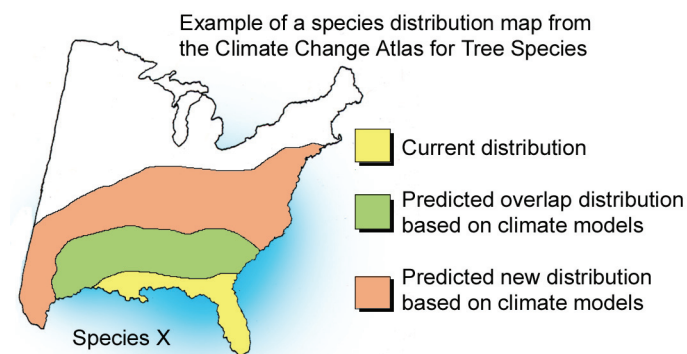 Example of a species distribution map from
the Climate Change Atlas for Tree Species
Current distribution
Predicted overlap distribution
based on climate models
Predicted new distribution
based on climate models
Species X